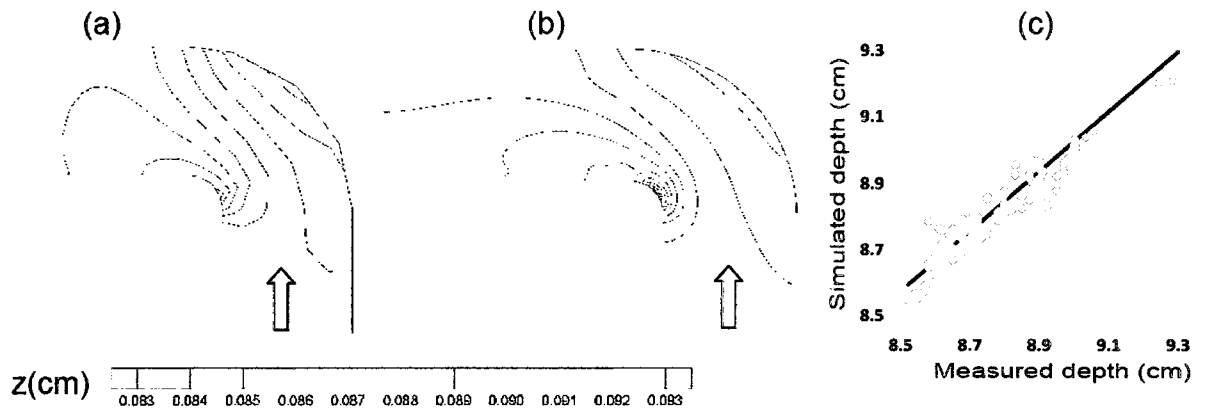 (a)
(b)
(c)
Simulated depth (cm)
9.3
9.1
8.9
8.7
8.5
8.5 8.7 8.9 9.1 9.3
Measured depth (cm)
z(cm)
0.083 0.084 0.085 0.086 0.087 0.088 0.089 0.090 0.091 0.092 0.093